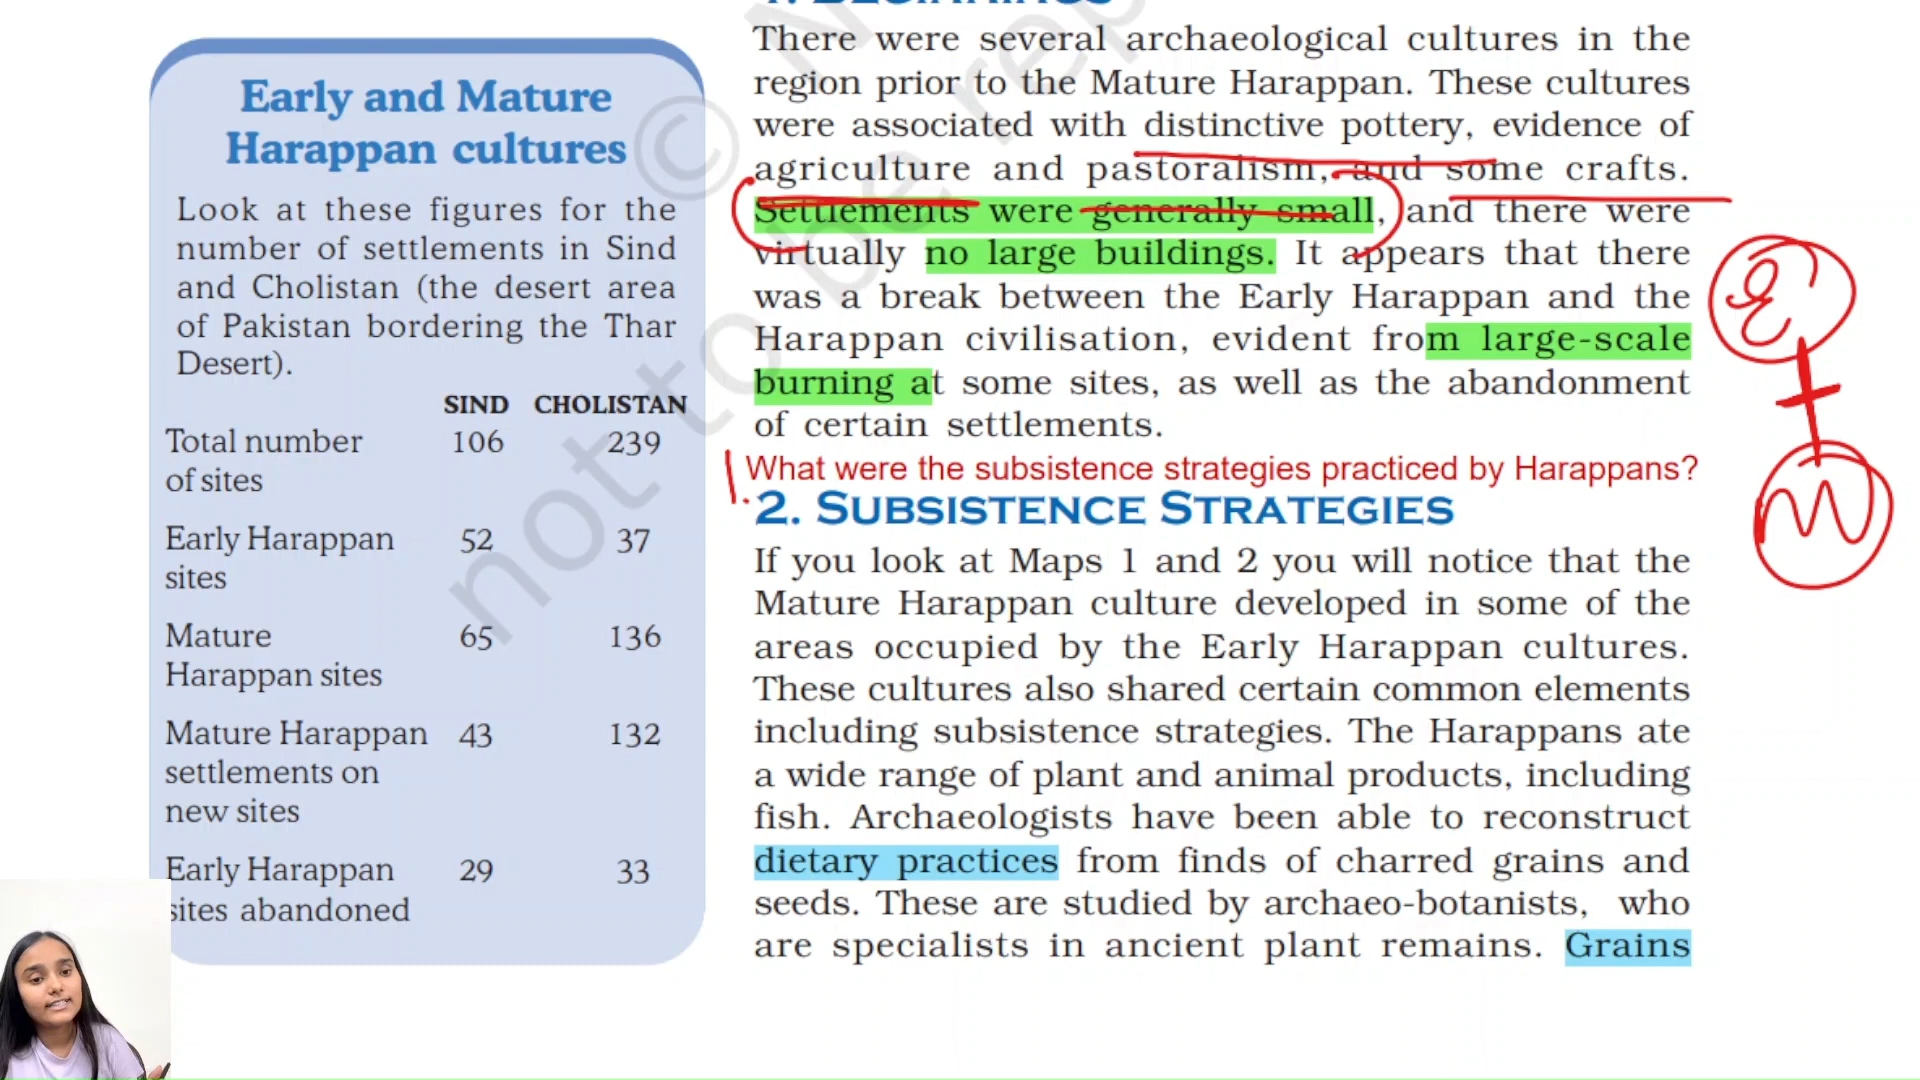 Early and Mature
Harappan cultures
Look at these figures for the
number of settlements in Sind
and Cholistan (the desert area
of Pakistan bordering the Thar
Desert).
SIND CHOLISTAN
Total number 106 239
of sites
Early Harappan 52 37
sites
Mature 65 136
Harappan sites
Mature Harappan 43 132
settlements on
new sites
Early Harappan 29 33
sites abandoned
1. BEGINNINGS
There were several archaeological cultures in the
region prior to the Mature Harappan. These cultures
were associated with distinctive pottery, evidence of
agriculture and pastoralism, and some crafts.
Settlements were generally small, and there were
virtually no large buildings. It appears that there
was a break between the Early Harappan and the
Harappan civilisation, evident from large-scale
burning at some sites, as well as the abandonment
of certain settlements.
1. What were the subsistence strategies practiced by Harappans?
2. SUBSISTENCE STRATEGIES
If you look at Maps 1 and 2 you will notice that the
Mature Harappan culture developed in some of the
areas occupied by the Early Harappan cultures.
These cultures also shared certain common elements
including subsistence strategies. The Harappans ate
a wide range of plant and animal products, including
fish. Archaeologists have been able to reconstruct
dietary practices from finds of charred grains and
seeds. These are studied by archaeo-botanists, who
are specialists in ancient plant remains. Grains
E
M
© N
not to be rep